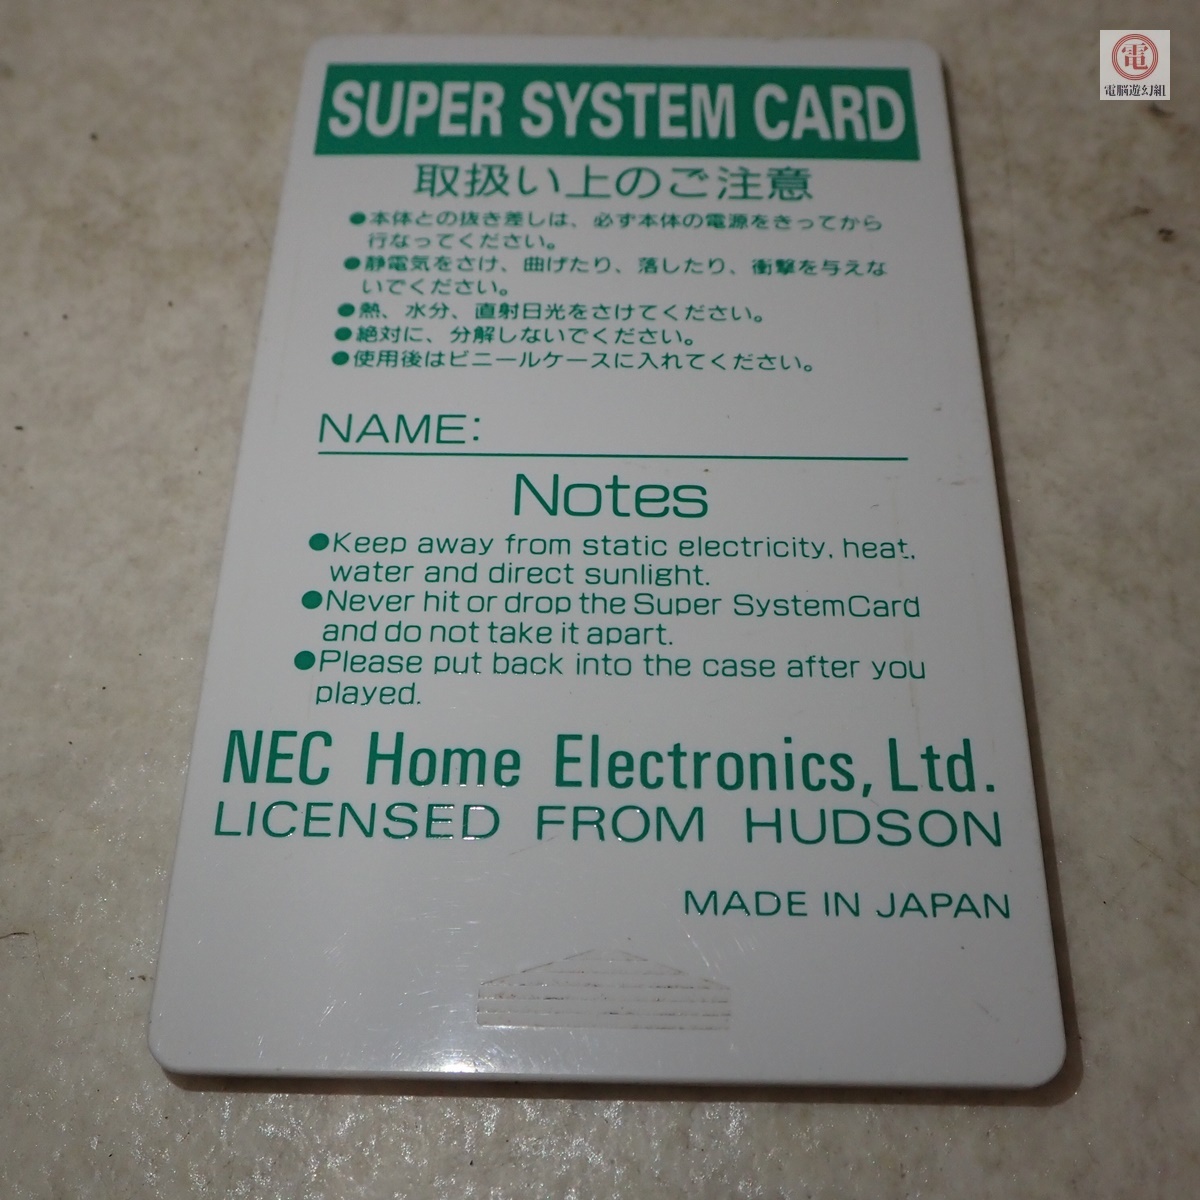 SUPER SYSTEM CARD
取扱い上のご注意
●本体との抜き差しは、必ず本体の電源をきってから
行なってください。
●静電気をさけ、曲げたり、落したり、衝撃を与えな
いでください。
●熱、水分、直射日光をさけてください。
●絶対に、分解しないでください。
●使用後はビニールケースに入れてください。
NAME:
Notes
●Keep away from static electricity, heat,
water and direct sunlight.
●Never hit or drop the Super SystemCard
and do not take it apart.
●Please put back into the case after you
played.
NEC Home Electronics, Ltd.
LICENSED FROM HUDSON
MADE IN JAPAN
電
電脳遊幻組